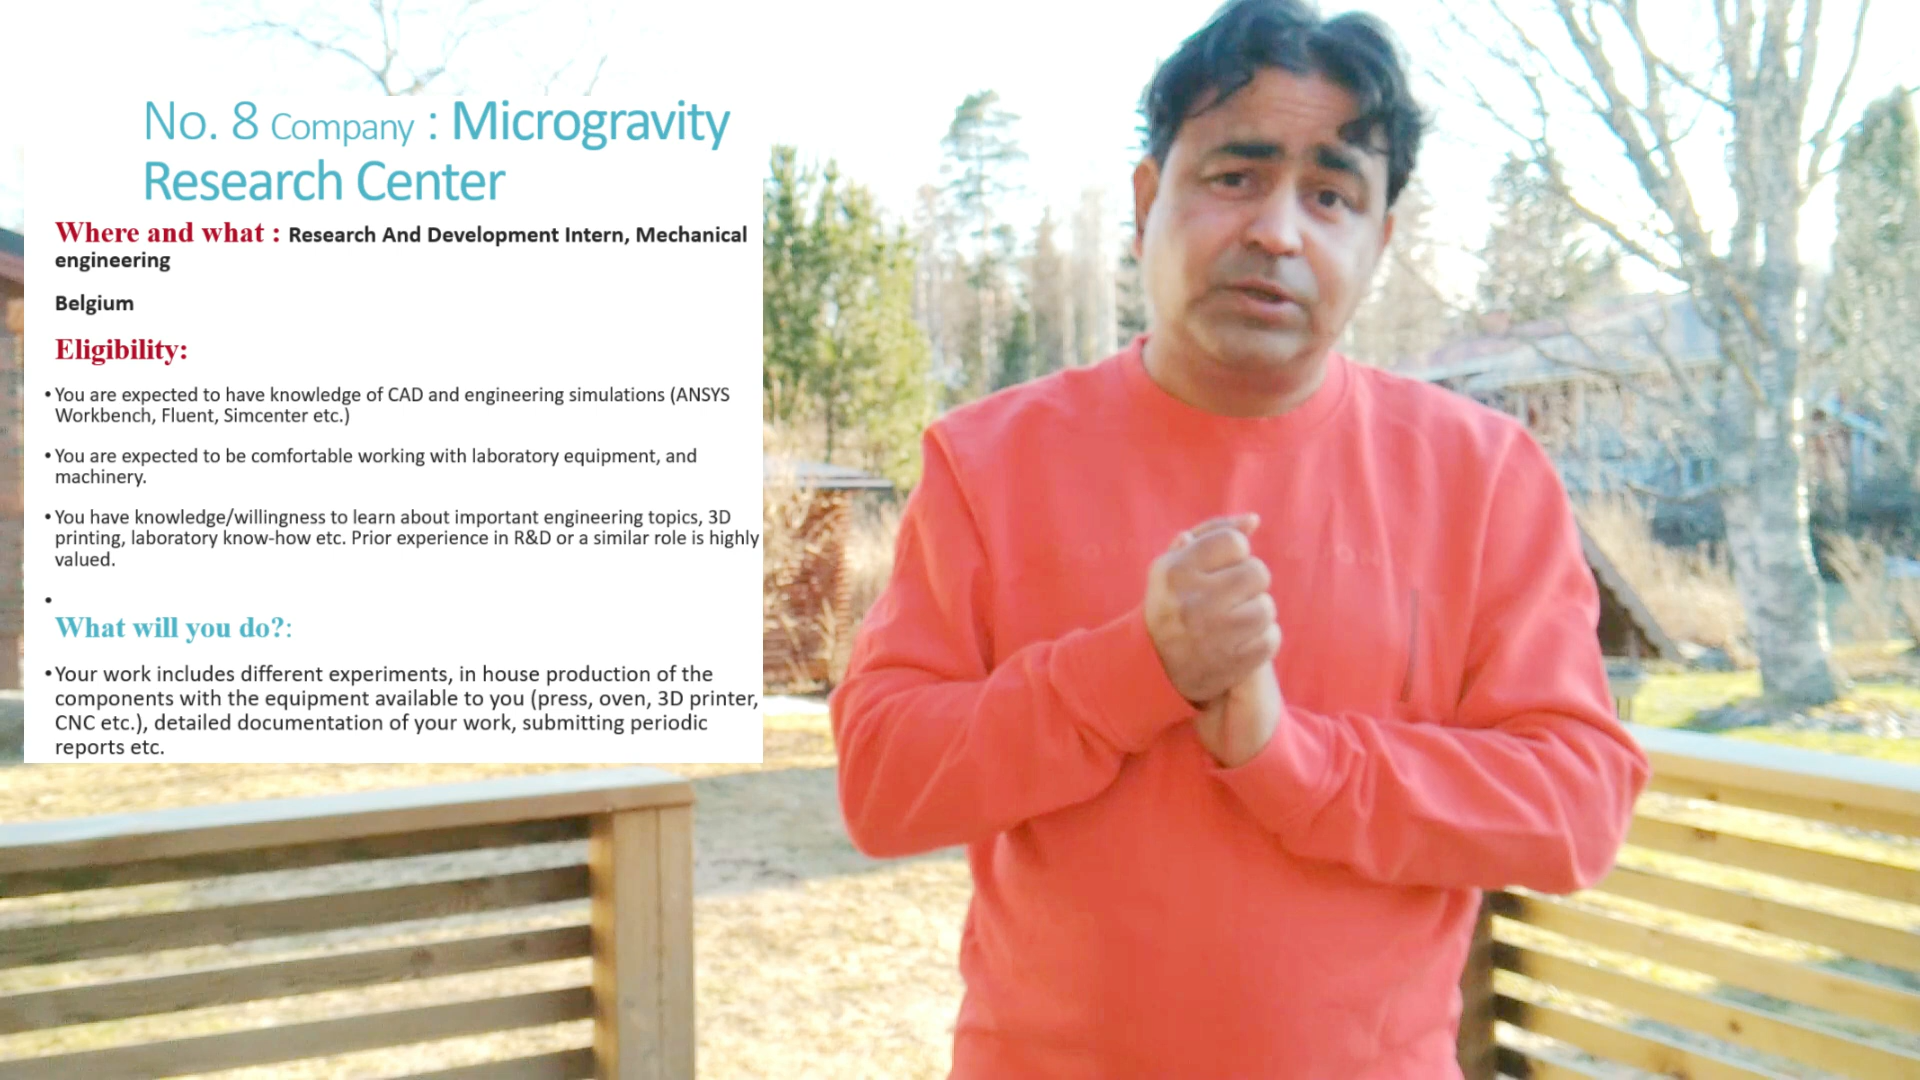 No. 8 Company : Microgravity
Research Center
Where and what : Research And Development Intern, Mechanical
engineering
Belgium
Eligibility:
• You are expected to have knowledge of CAD and engineering simulations (ANSYS
Workbench, Fluent, Simcenter etc.)
• You are expected to be comfortable working with laboratory equipment, and
machinery.
• You have knowledge/willingness to learn about important engineering topics, 3D
printing, laboratory know-how etc. Prior experience in R&D or a similar role is highly
valued.
•
What will you do?:
• Your work includes different experiments, in house production of the
components with the equipment available to you (press, oven, 3D printer,
CNC etc.), detailed documentation of your work, submitting periodic
reports etc.